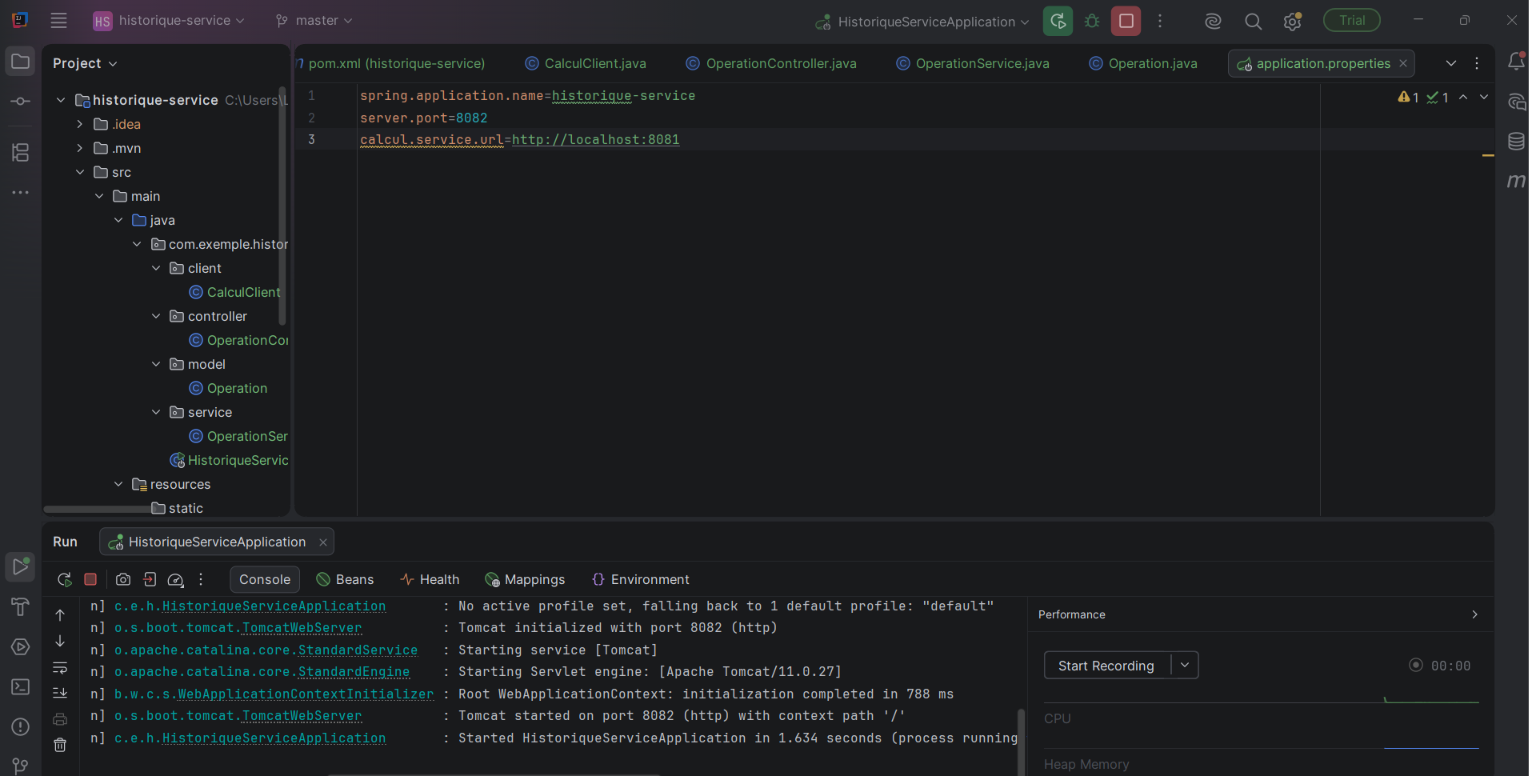 HS historique-service master HistoriqueServiceApplication Trial
Project
pom.xml (historique-service) CalculClient.java OperationController.java OperationService.java Operation.java application.properties
historique-service C:\Users\L
.idea
.mvn
src
main
java
com.exemple.histor
client
CalculClient
controller
OperationCor
model
Operation
service
OperationSer
HistoriqueServic
resources
static
1 spring.application.name=historique-service
2 server.port=8082
3 calcul.service.url=http://localhost:8081
1 1
Run HistoriqueServiceApplication
Console Beans Health Mappings Environment
n] c.e.h.HistoriqueServiceApplication : No active profile set, falling back to 1 default profile: "default"
n] o.s.boot.tomcat.TomcatWebServer : Tomcat initialized with port 8082 (http)
n] o.apache.catalina.core.StandardService : Starting service [Tomcat]
n] o.apache.catalina.core.StandardEngine : Starting Servlet engine: [Apache Tomcat/11.0.27]
n] b.w.c.s.WebApplicationContextInitializer : Root WebApplicationContext: initialization completed in 788 ms
n] o.s.boot.tomcat.TomcatWebServer : Tomcat started on port 8082 (http) with context path '/'
n] c.e.h.HistoriqueServiceApplication : Started HistoriqueServiceApplication in 1.634 seconds (process running
Performance
Start Recording 00:00
CPU
Heap Memory